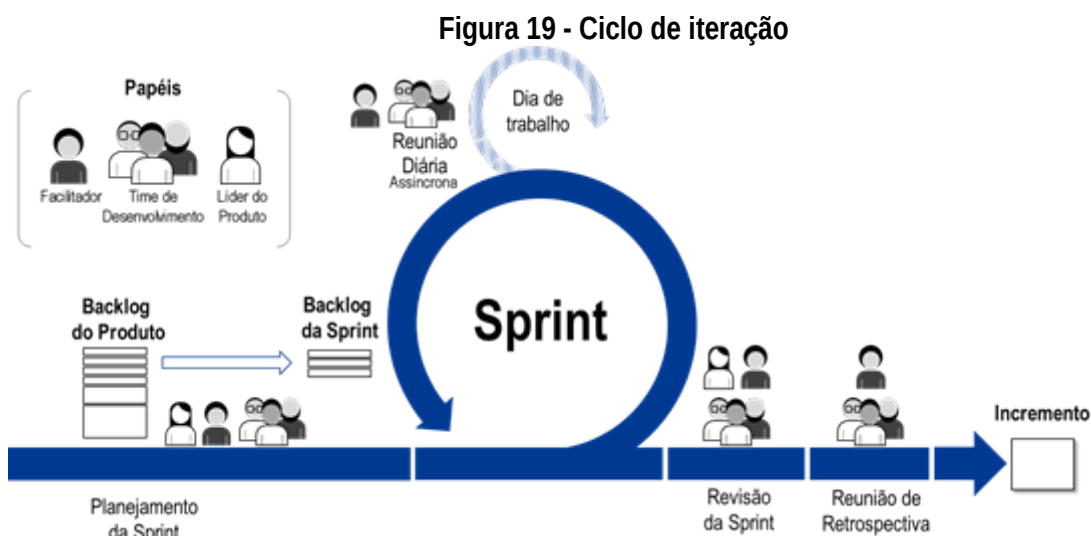 Figura 19 - Ciclo de iteração
Papéis
Facilitador
Time de
Desenvolvimento
Líder do
Produto
Reunião
Diária
Assincrona
Dia de
trabalho
Backlog
do Produto
Backlog
da Sprint
Sprint
Planejamento
da Sprint
Revisão
da Sprint
Reunião de
Retrospectiva
Incremento